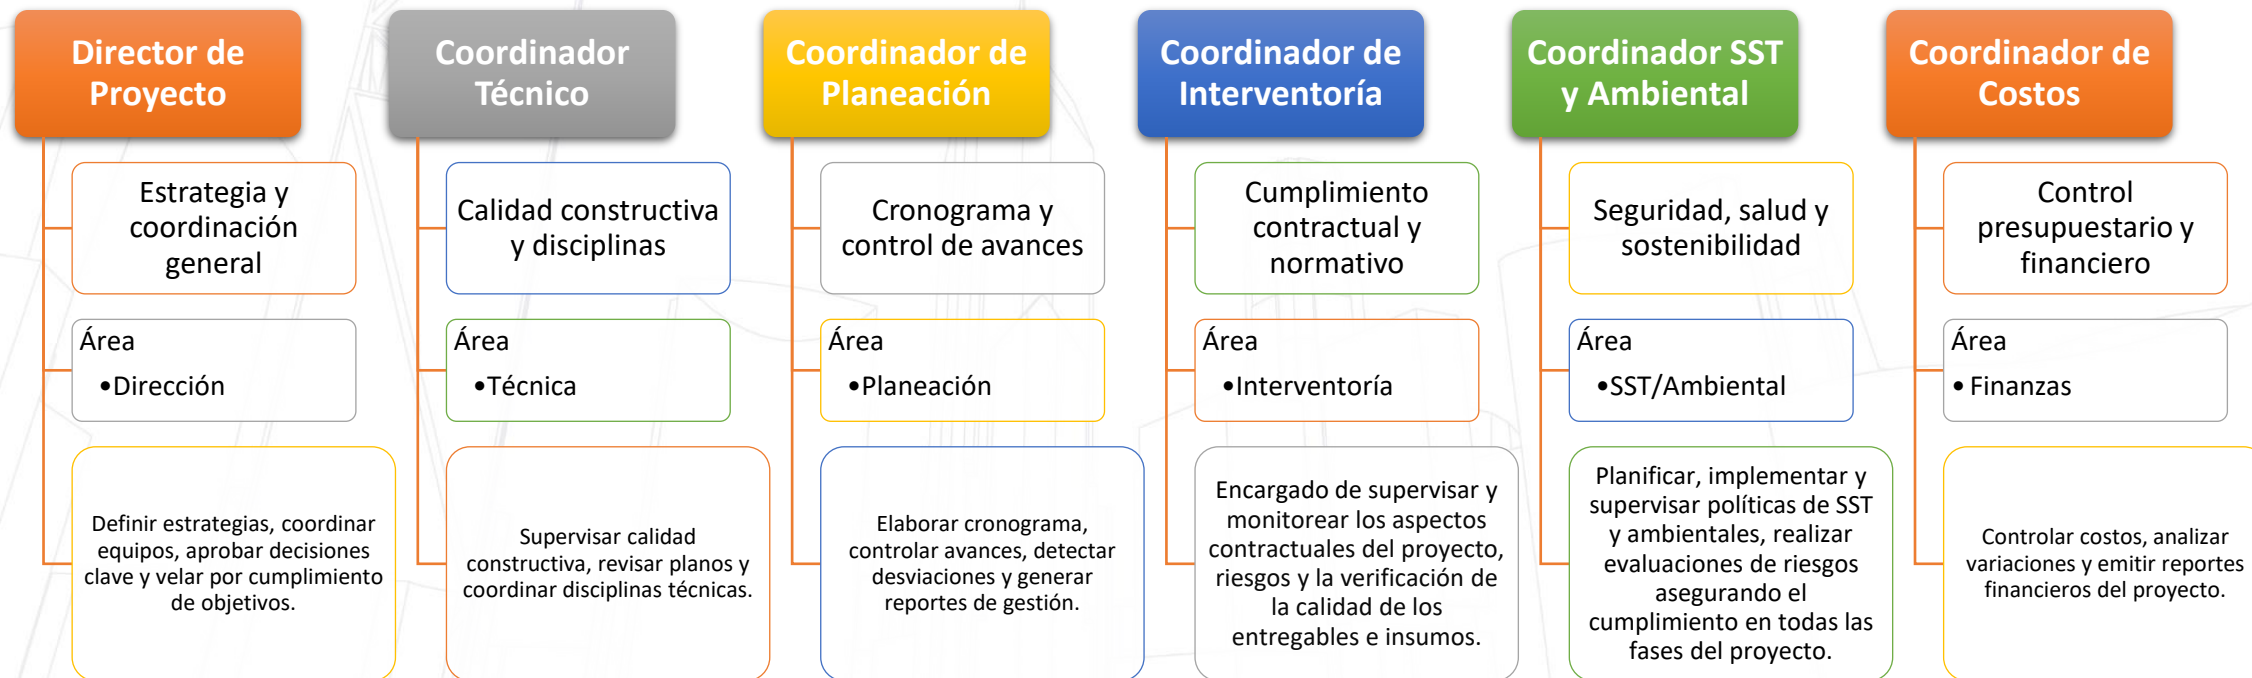 Director de
Proyecto
Estrategia y
coordinación
general
Área
•Dirección
Definir estrategias, coordinar
equipos, aprobar decisiones
clave y velar por cumplimiento
de objetivos.
Coordinador
Técnico
Calidad constructiva
y disciplinas
Área
•Técnica
Supervisar calidad
constructiva, revisar planos y
coordinar disciplinas técnicas.
Coordinador de
Planeación
Cronograma y
control de avances
Área
•Planeación
Elaborar cronograma,
controlar avances, detectar
desviaciones y generar
reportes de gestión.
Coordinador de
Interventoría
Cumplimiento
contractual y
normativo
Área
•Interventoría
Encargado de supervisar y
monitorear los aspectos
contractuales del proyecto,
riesgos y la verificación de
la calidad de los
entregables e insumos.
Coordinador SST
y Ambiental
Seguridad, salud y
sostenibilidad
Área
•SST/Ambiental
Planificar, implementar y
supervisar políticas de SST
y ambientales, realizar
evaluaciones de riesgos
asegurando el
cumplimiento en todas las
fases del proyecto.
Coordinador de
Costos
Control
presupuestario y
financiero
Área
• Finanzas
Controlar costos, analizar
variaciones y emitir reportes
financieros del proyecto.